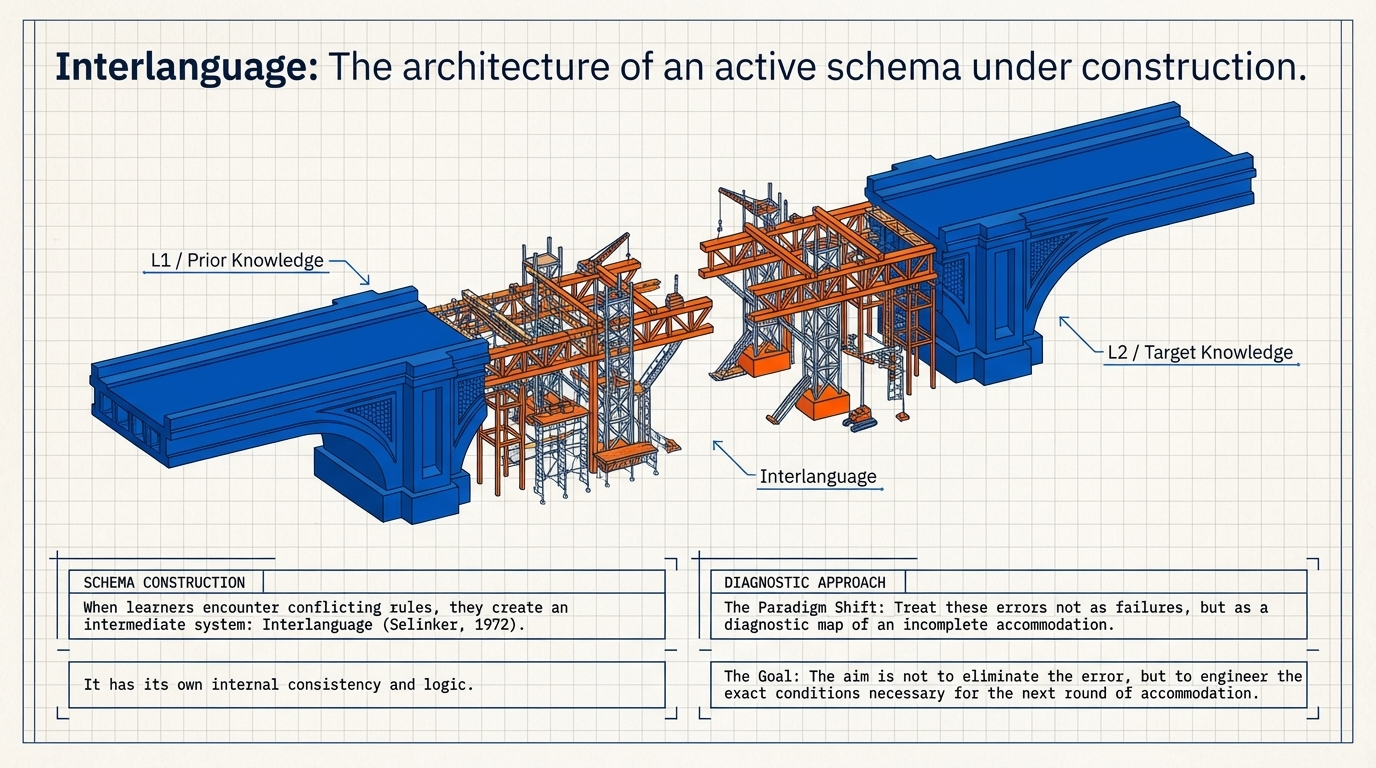 Interlanguage: The architecture of an active schema under construction.
L1 / Prior Knowledge
L2 / Target Knowledge
Interlanguage
SCHEMA CONSTRUCTION
When learners encounter conflicting rules, they create an
intermediate system: Interlanguage (Selinker, 1972).
It has its own internal consistency and logic.
DIAGNOSTIC APPROACH
The Paradigm Shift: Treat these errors not as failures, but as a
diagnostic map of an incomplete accommodation.
The Goal: The aim is not to eliminate the error, but to engineer the
exact conditions necessary for the next round of accommodation.